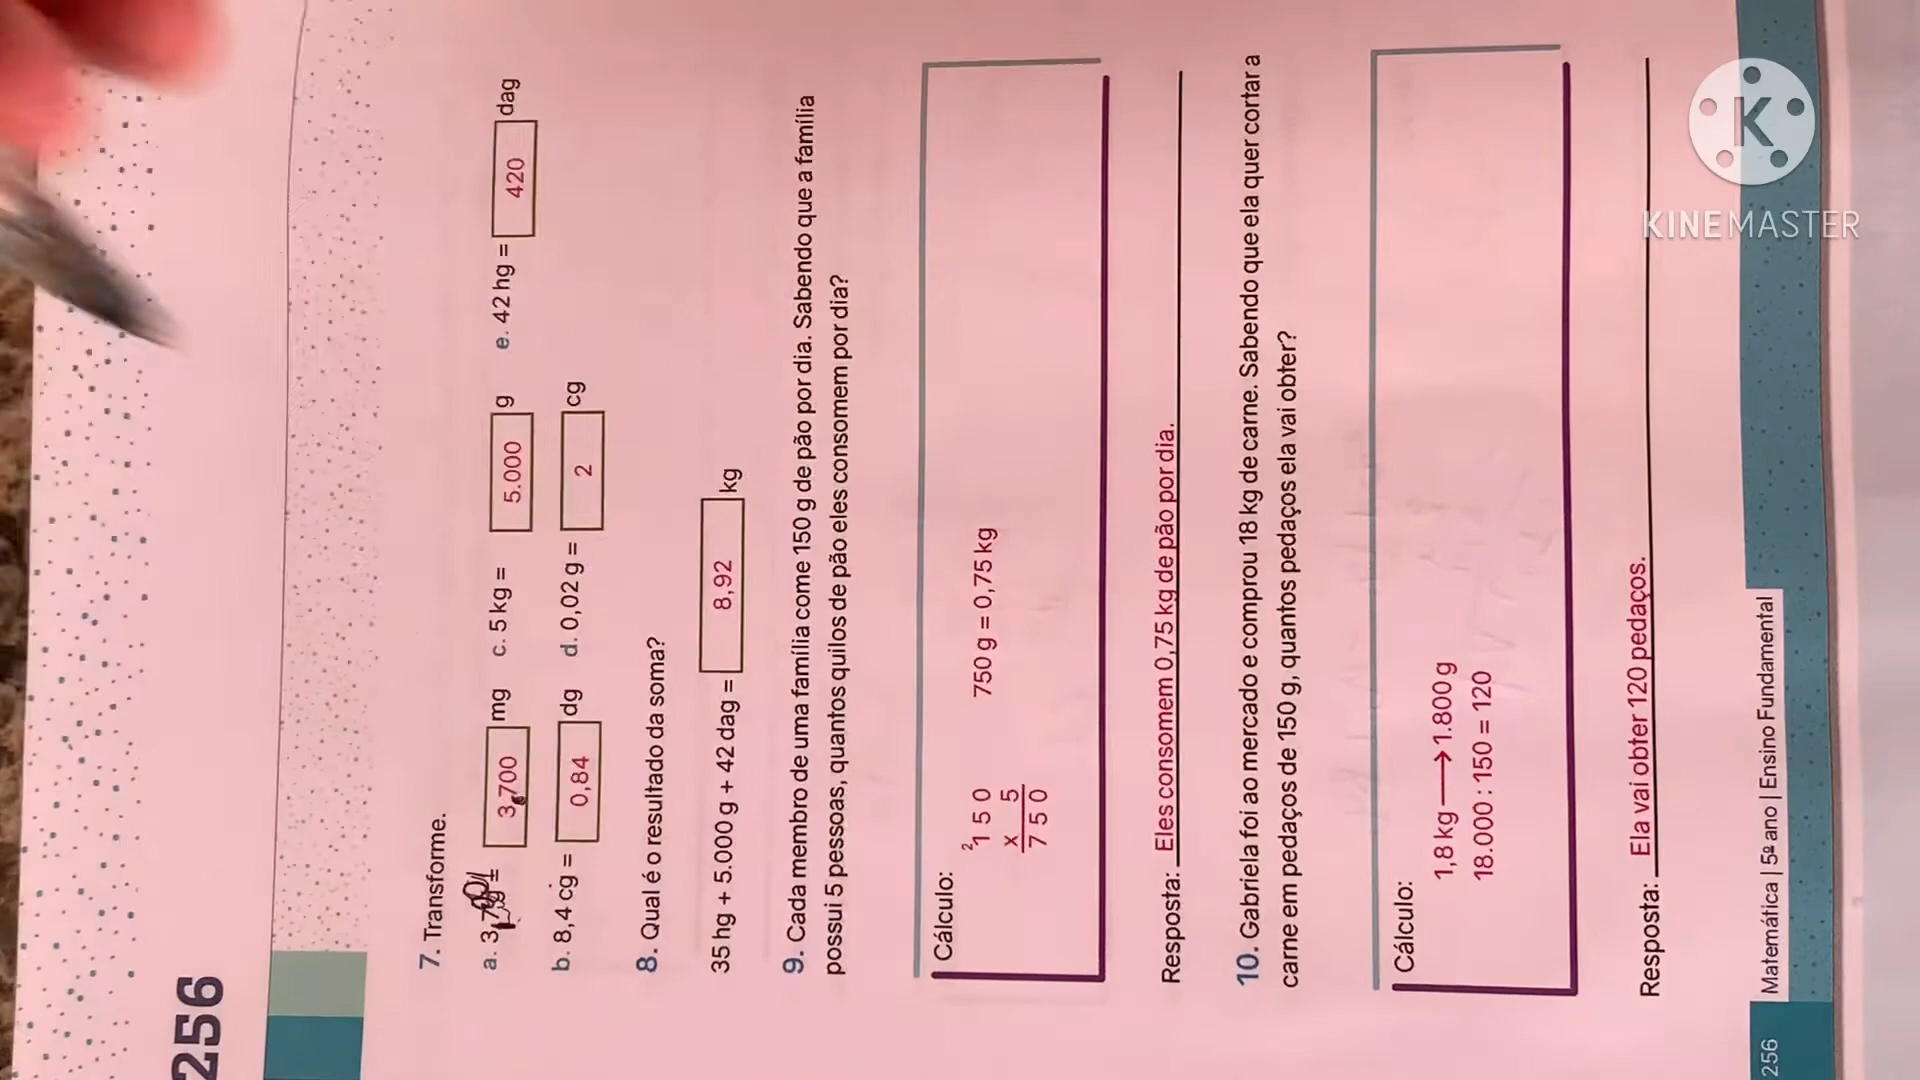 256
7. Transforme.
a. 3,7 g = 3,700 mg c. 5 kg = 5.000 g e. 42 hg = 420 dag
b. 8,4 cg = 0,84 dg d. 0,02 g = 2 cg
8. Qual é o resultado da soma?
35 hg + 5.000 g + 42 dag = 8,92 kg
9. Cada membro de uma família come 150 g de pão por dia. Sabendo que a família
possui 5 pessoas, quantos quilos de pão eles consomem por dia?
Cálculo:
2
150
x 5
750
750 g = 0,75 kg
Resposta: Eles consomem 0,75 kg de pão por dia.
10. Gabriela foi ao mercado e comprou 18 kg de carne. Sabendo que ela quer cortar a
carne em pedaços de 150 g, quantos pedaços ela vai obter?
Cálculo:
1,8 kg → 1.800 g
18.000 : 150 = 120
Resposta: Ela vai obter 120 pedaços.
256 Matemática | 5º ano | Ensino Fundamental
K
KINEMASTER